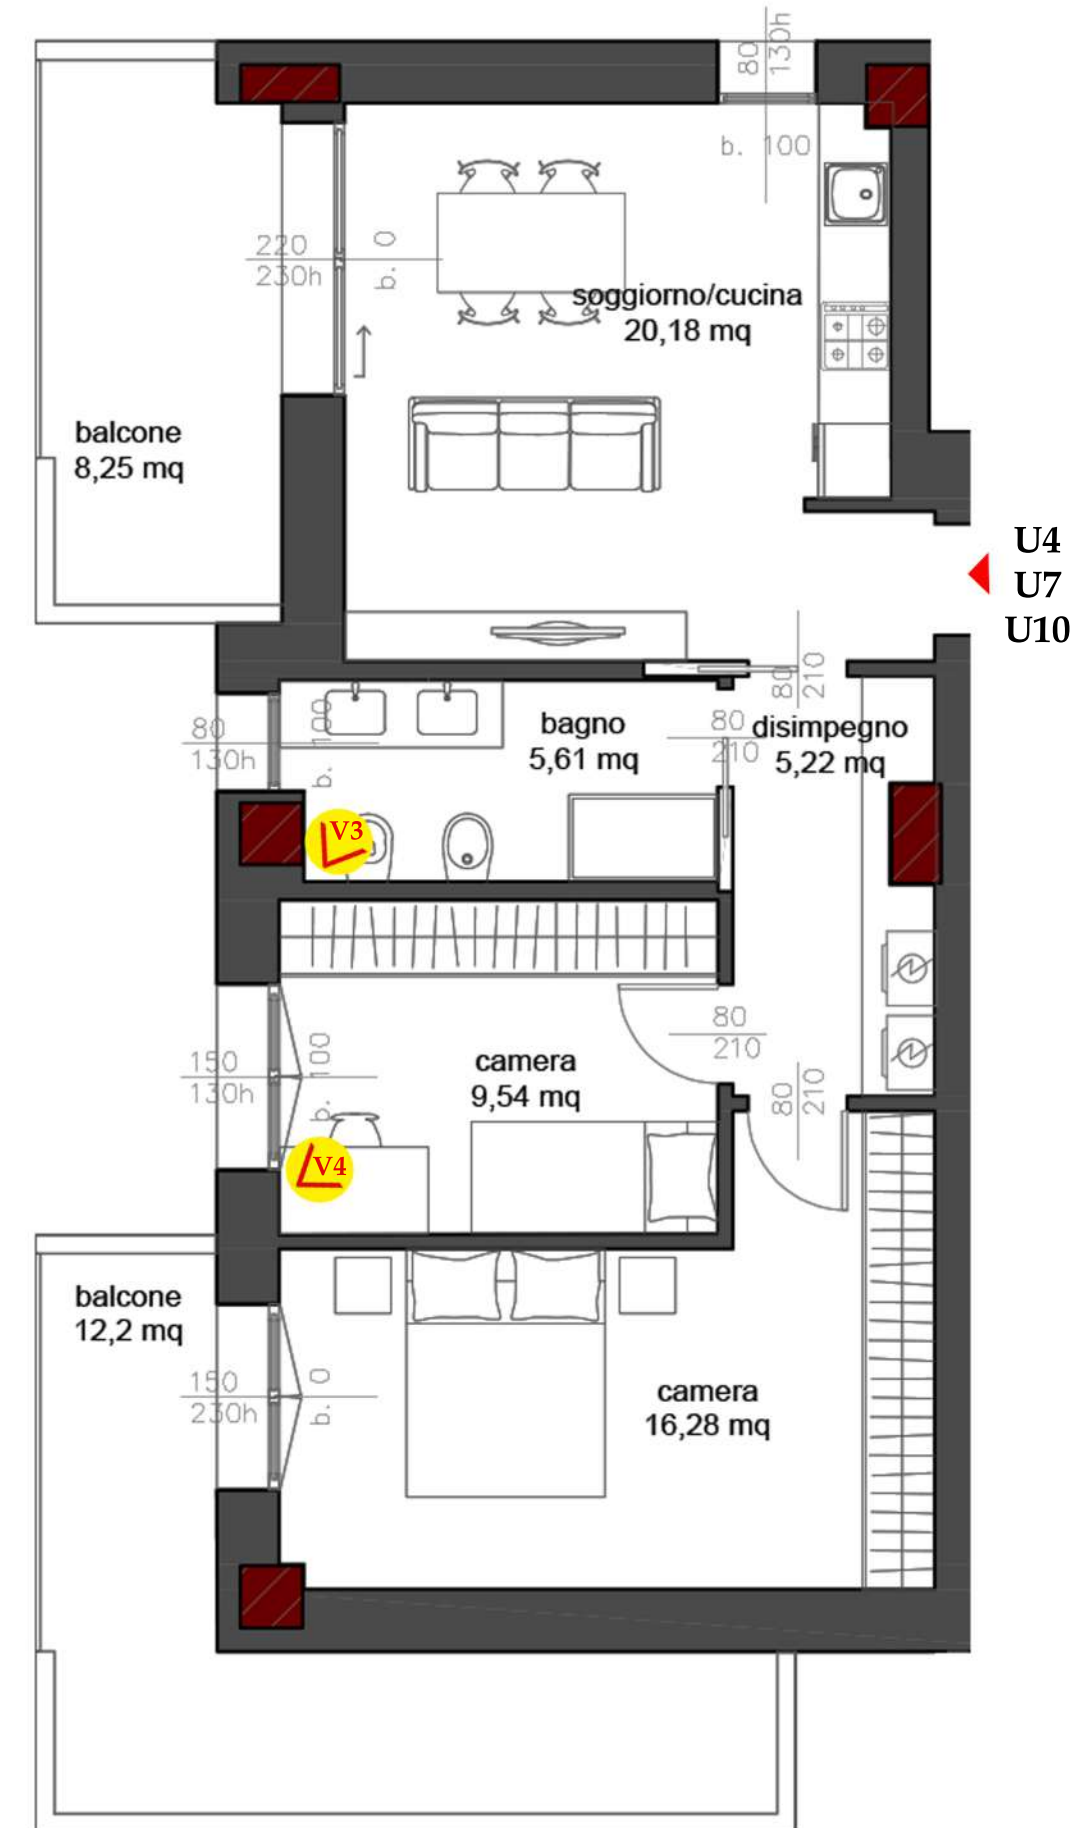 80
130h
b. 100
220
230h
b. 0
soggiorno/cucina
20,18 mq
balcone
8,25 mq
U4
U7
U10
80
210
80
130h
b. 100
bagno
5,61 mq
80
210
disimpegno
5,22 mq
V3
80
210
150
130h
b. 100
camera
9,54 mq
80
210
V4
balcone
12,2 mq
150
230h
b. 0
camera
16,28 mq